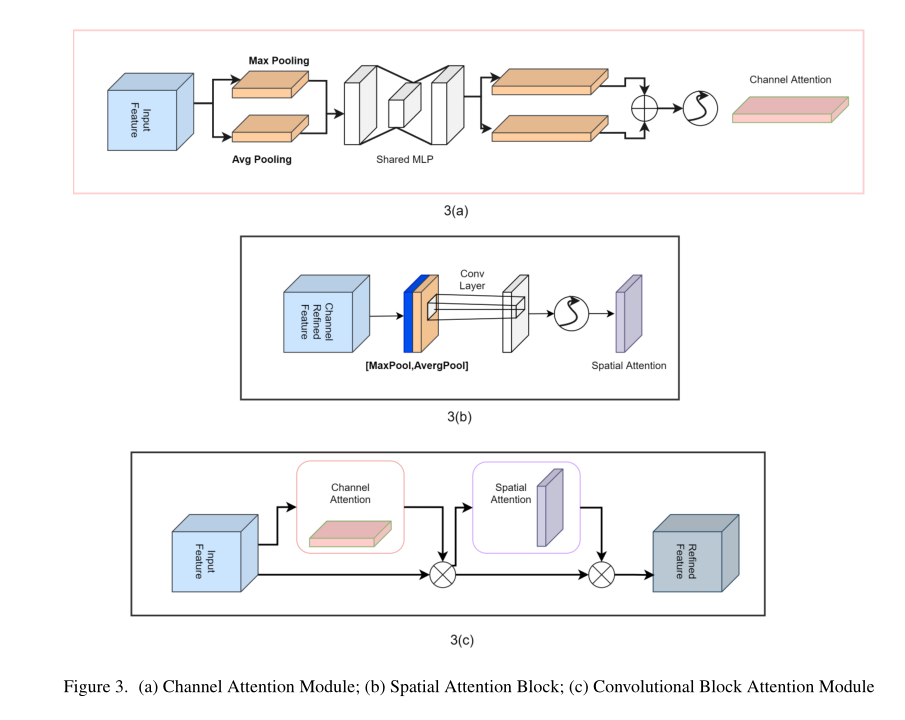 Max Pooling
Input
Feature
Avg Pooling
Shared MLP
Channel Attention
3(a)
Channel
Refined
Feature
Conv
Layer
[MaxPool,AvergPool]
Spatial Attention
3(b)
Input
Feature
Channel
Attention
Spatial
Attention
Refined
Feature
3(c)
Figure 3. (a) Channel Attention Module; (b) Spatial Attention Block; (c) Convolutional Block Attention Module